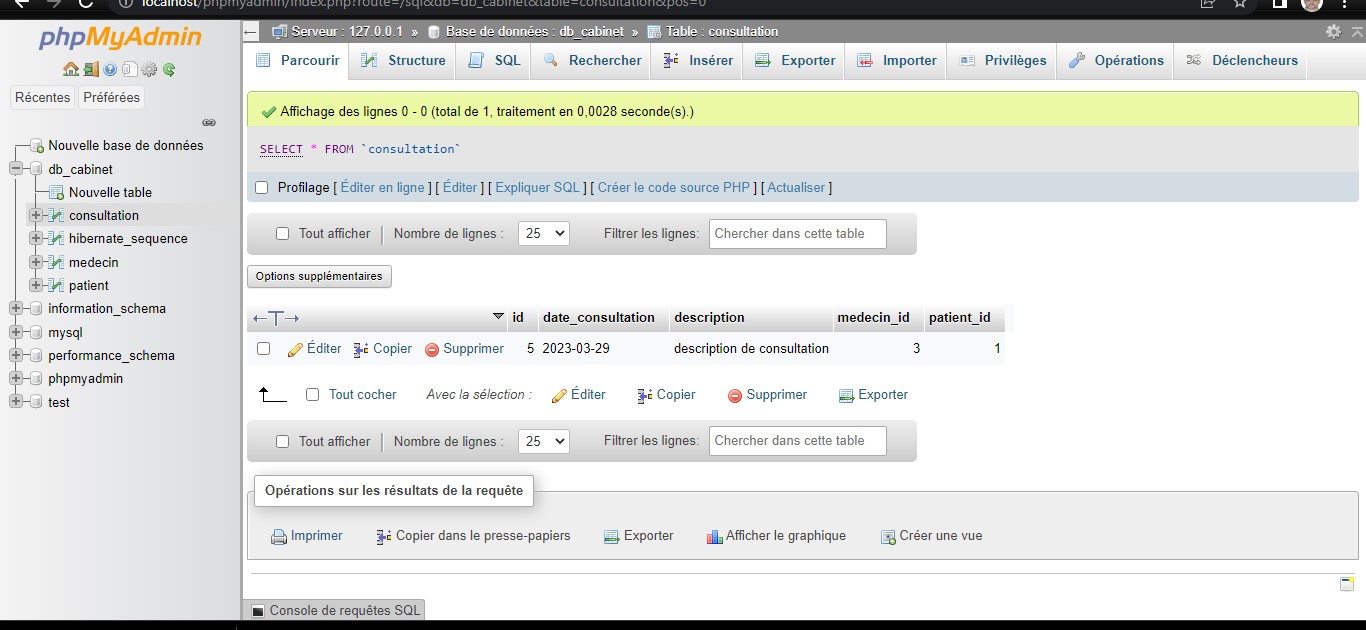 localhost/phpmyadmin/index.php?route=/sql&db=db_cabinet&table=consultation&pos=0
phpMyAdmin
Récentes Préférées
Nouvelle base de données
db_cabinet
Nouvelle table
consultation
hibernate_sequence
medecin
patient
information_schema
mysql
performance_schema
phpmyadmin
test
Serveur : 127.0.0.1 » Base de données : db_cabinet » Table : consultation
Parcourir Structure SQL Rechercher Insérer Exporter Importer Privilèges Opérations Déclencheurs
Affichage des lignes 0 - 0 (total de 1, traitement en 0,0028 seconde(s).)
SELECT * FROM `consultation`
Profilage [ Éditer en ligne ] [ Éditer ] [ Expliquer SQL ] [ Créer le code source PHP ] [ Actualiser ]
Tout afficher | Nombre de lignes : 25 Filtrer les lignes: Chercher dans cette table
Options supplémentaires
←T→ id date_consultation description medecin_id patient_id
Éditer Copier Supprimer 5 2023-03-29 description de consultation 3 1
Tout cocher Avec la sélection : Éditer Copier Supprimer Exporter
Tout afficher | Nombre de lignes : 25 Filtrer les lignes: Chercher dans cette table
Opérations sur les résultats de la requête
Imprimer Copier dans le presse-papiers Exporter Afficher le graphique Créer une vue
Console de requêtes SQL